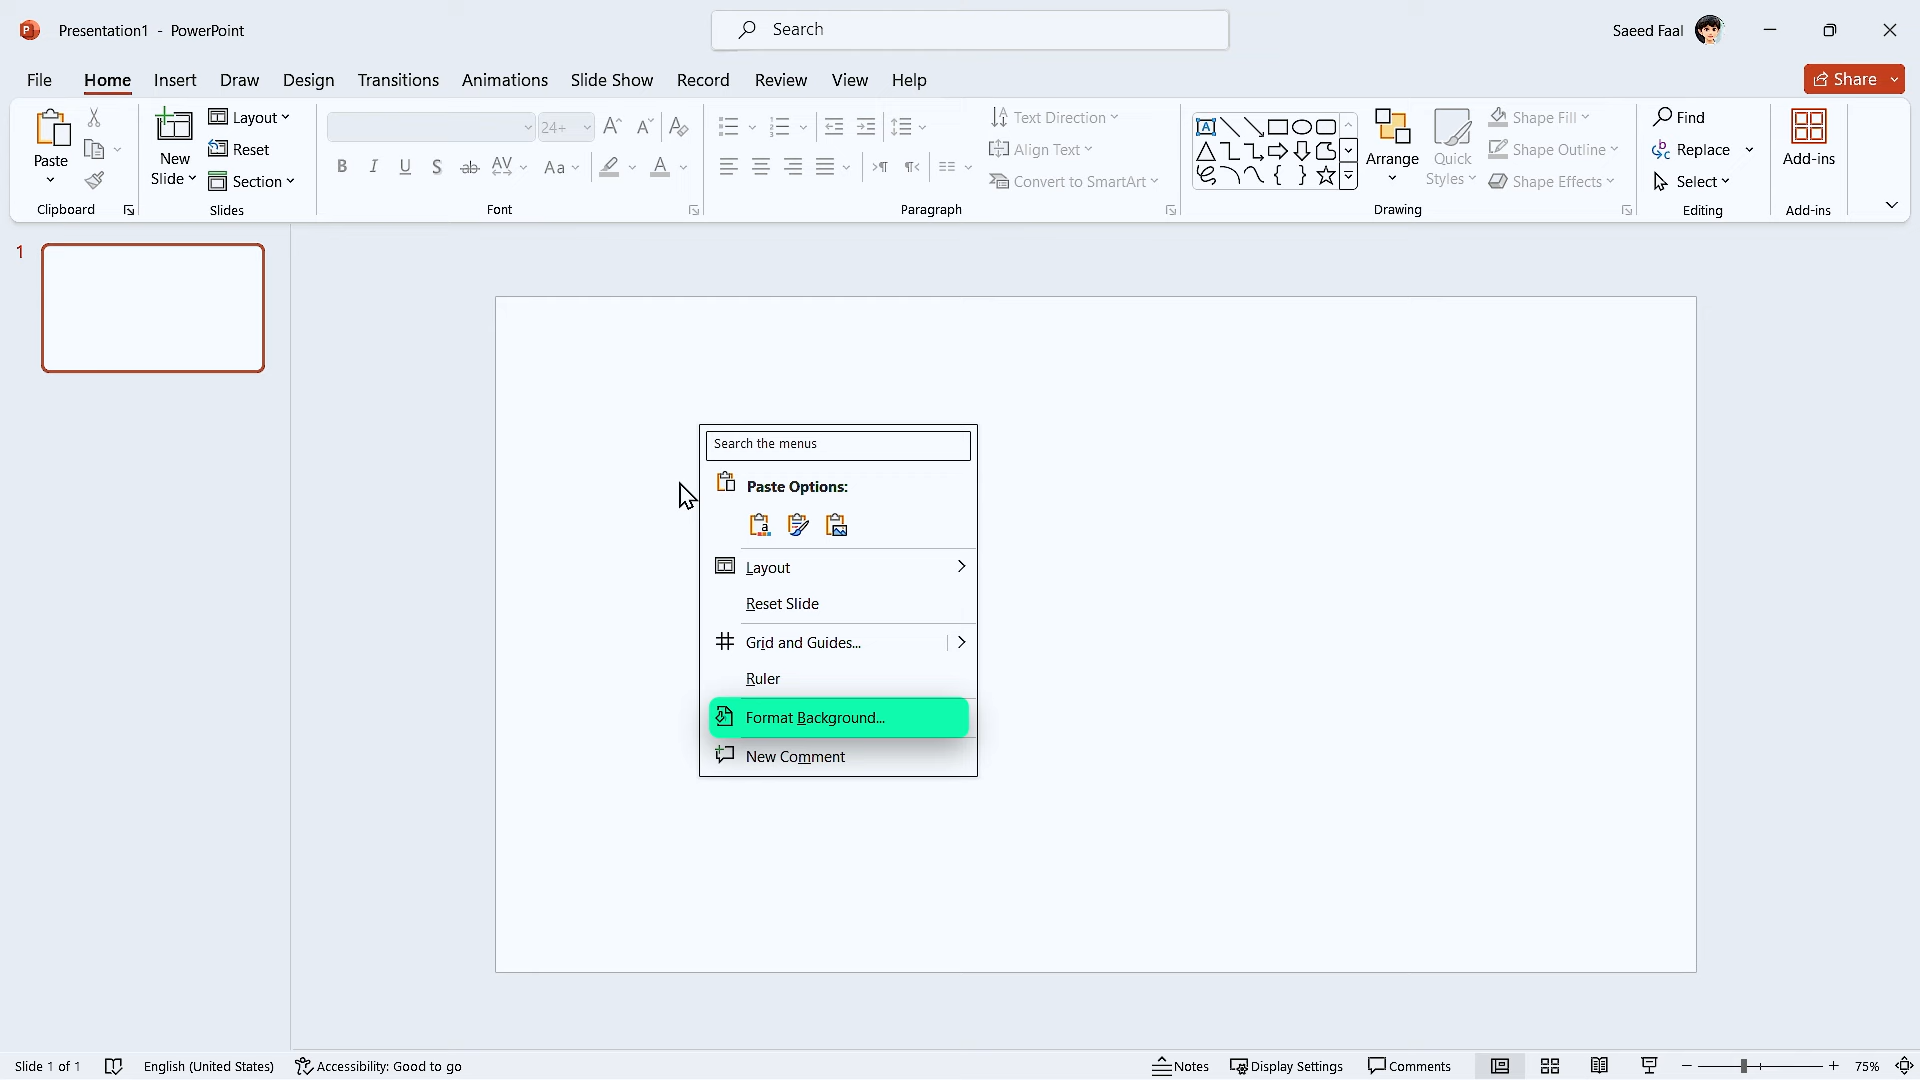 Presentation1 - PowerPoint
Search
Saeed Faal
File Home Insert Draw Design Transitions Animations Slide Show Record Review View Help
Share
Paste
New Slide
Layout
Reset
Section
24+
Aa
Text Direction
Align Text
Convert to SmartArt
Arrange
Quick Styles
Shape Fill
Shape Outline
Shape Effects
Find
Replace
Select
Add-ins
Clipboard
Slides
Font
Paragraph
Drawing
Editing
Add-ins
1
Search the menus
Paste Options:
Layout
Reset Slide
Grid and Guides...
Ruler
Format Background...
New Comment
Slide 1 of 1
English (United States)
Accessibility: Good to go
Notes
Display Settings
Comments
75%